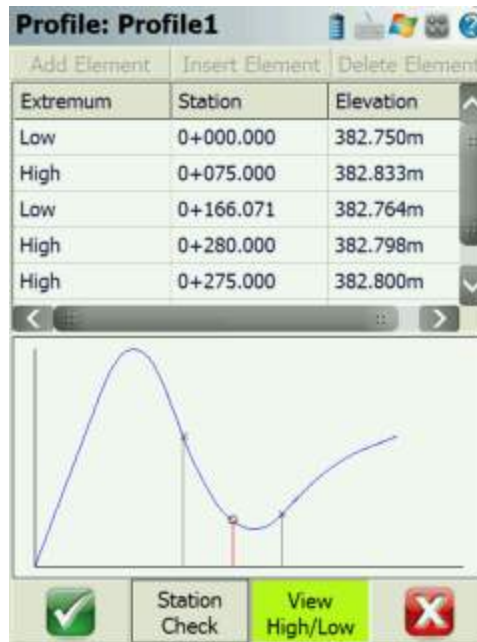 Profile: Profile1
Add Element Insert Element Delete Element
Extremum Station Elevation
Low 0+000.000 382.750m
High 0+075.000 382.833m
Low 0+166.071 382.764m
High 0+280.000 382.798m
High 0+275.000 382.800m
Station Check
View High/Low